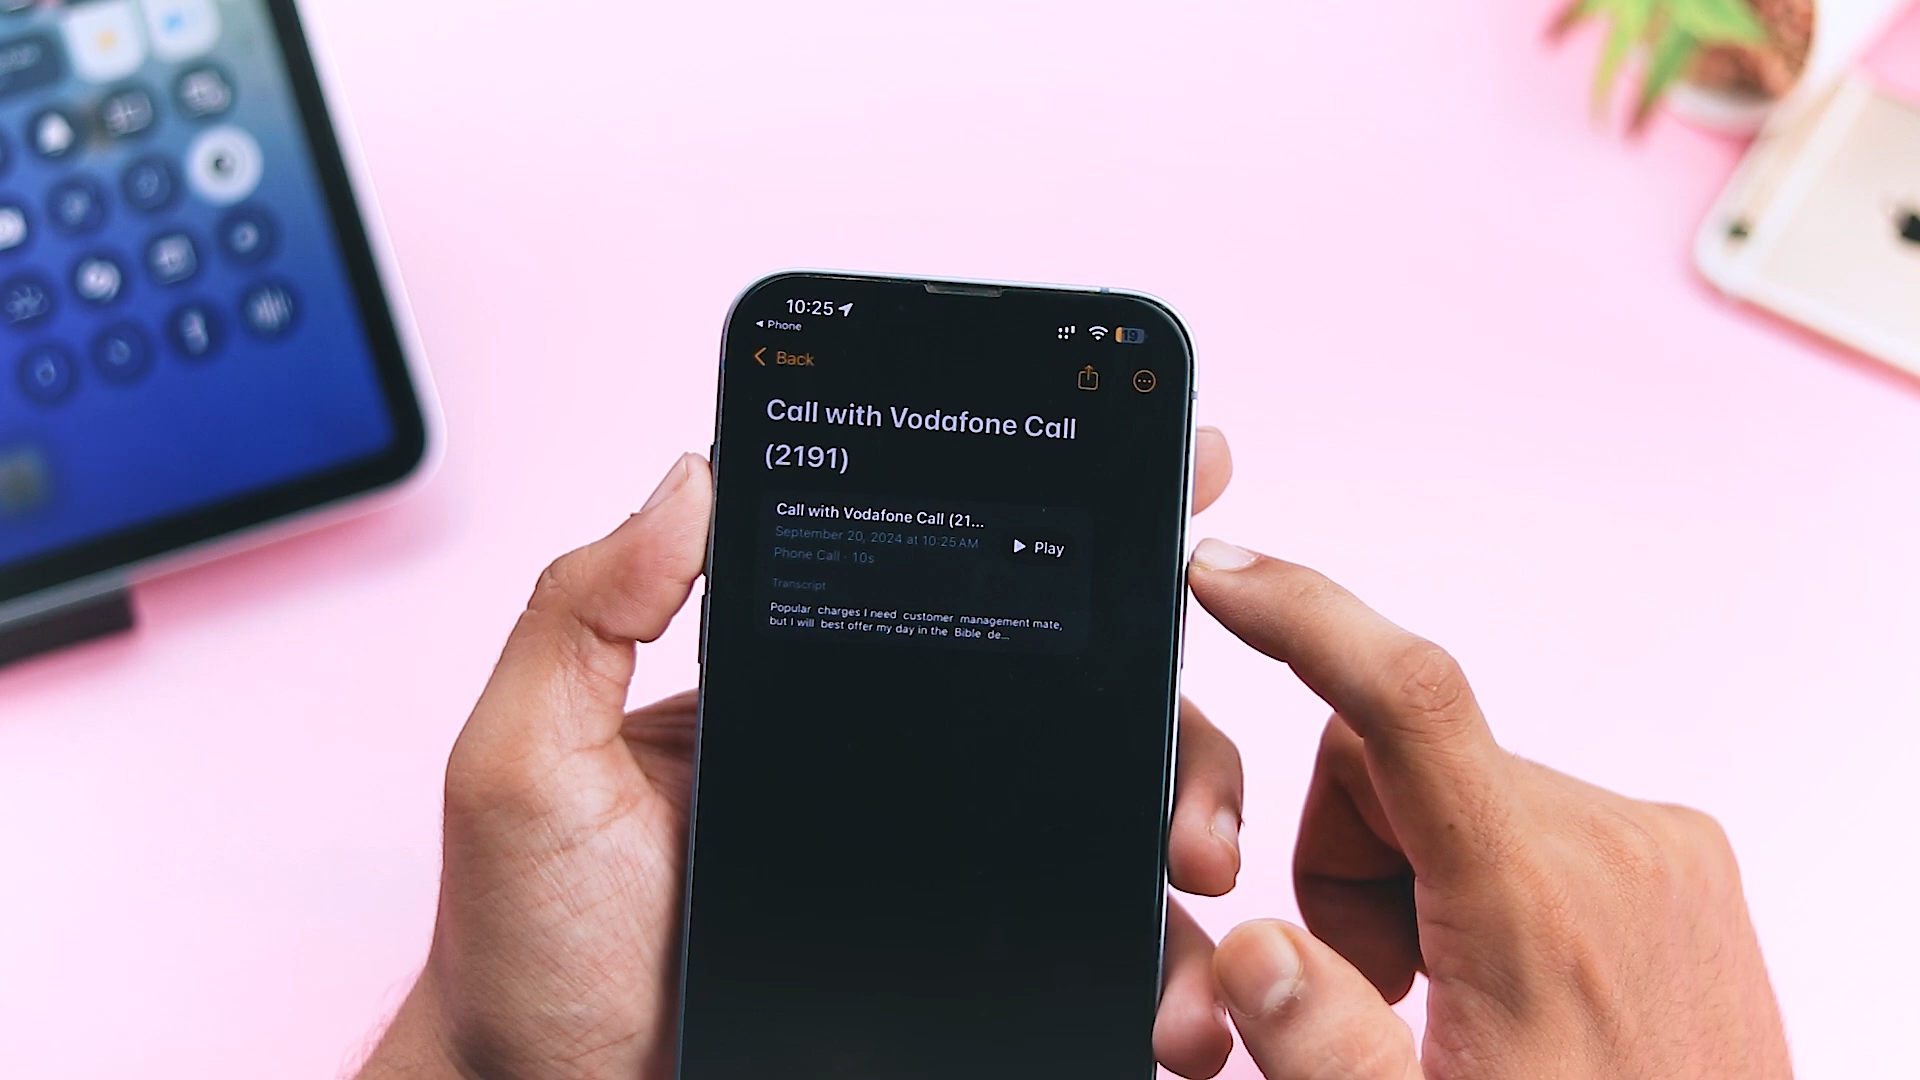 10:25
◀ Phone
19
Back
Call with Vodafone Call
(2191)
Call with Vodafone Call (21...
September 20, 2024 at 10:25 AM
Phone Call - 10s
Play
Transcript
Popular charges I need customer management mate,
but I will best offer my day in the Bible de...